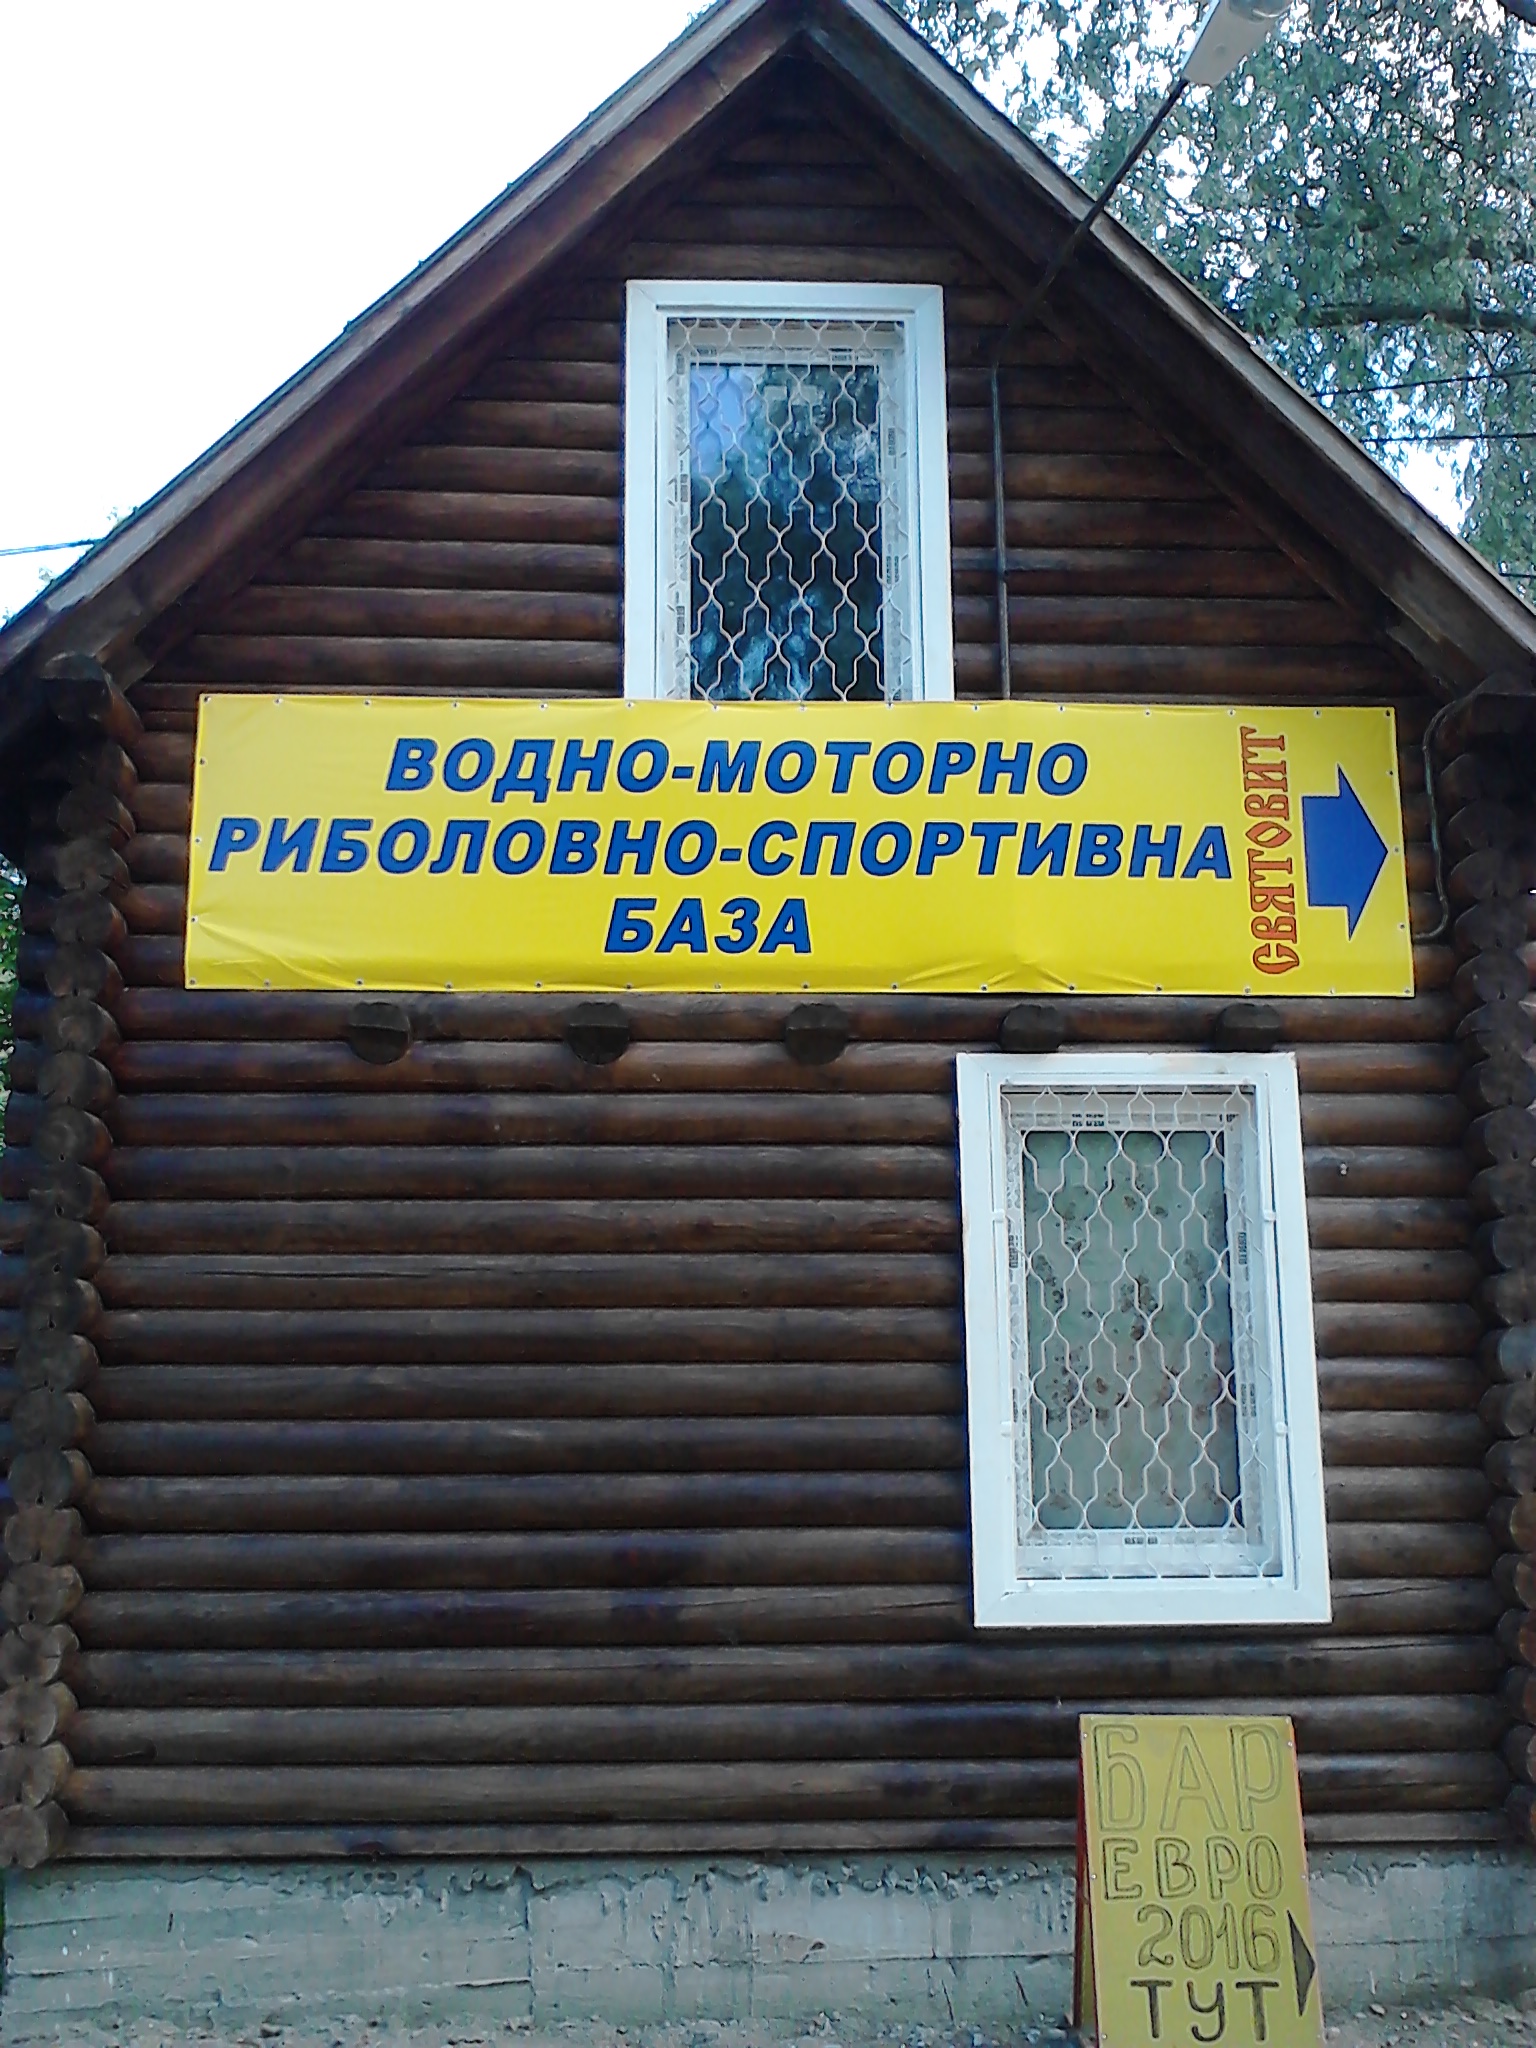 ВОДНО-МОТОРНО
РИБОЛОВНО-СПОРТИВНА
БАЗА
СВЯТОВИТ
БАР
ЕВРО
2016
ТУТ